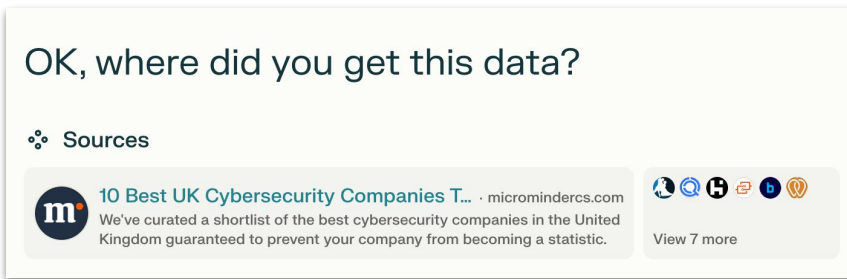 OK, where did you get this data?
Sources
m
10 Best UK Cybersecurity Companies T... · micromindercs.com
We've curated a shortlist of the best cybersecurity companies in the United
Kingdom guaranteed to prevent your company from becoming a statistic.
b
View 7 more